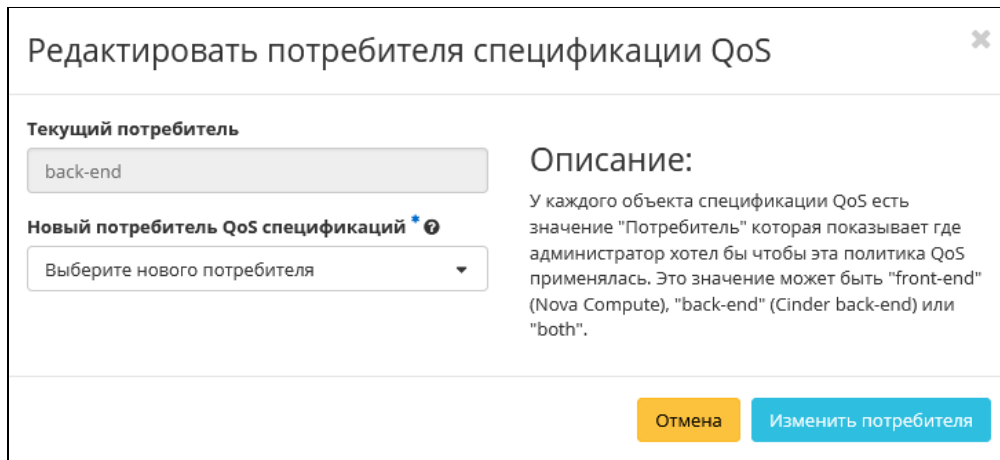 Редактировать потребителя спецификации QoS
×
Текущий потребитель
back-end
Новый потребитель QoS спецификаций *
Выберите нового потребителя
Описание:
У каждого объекта спецификации QoS есть
значение "Потребитель" которая показывает где
администратор хотел бы чтобы эта политика QoS
применялась. Это значение может быть "front-end"
(Nova Compute), "back-end" (Cinder back-end) или
"both".
Отмена
Изменить потребителя